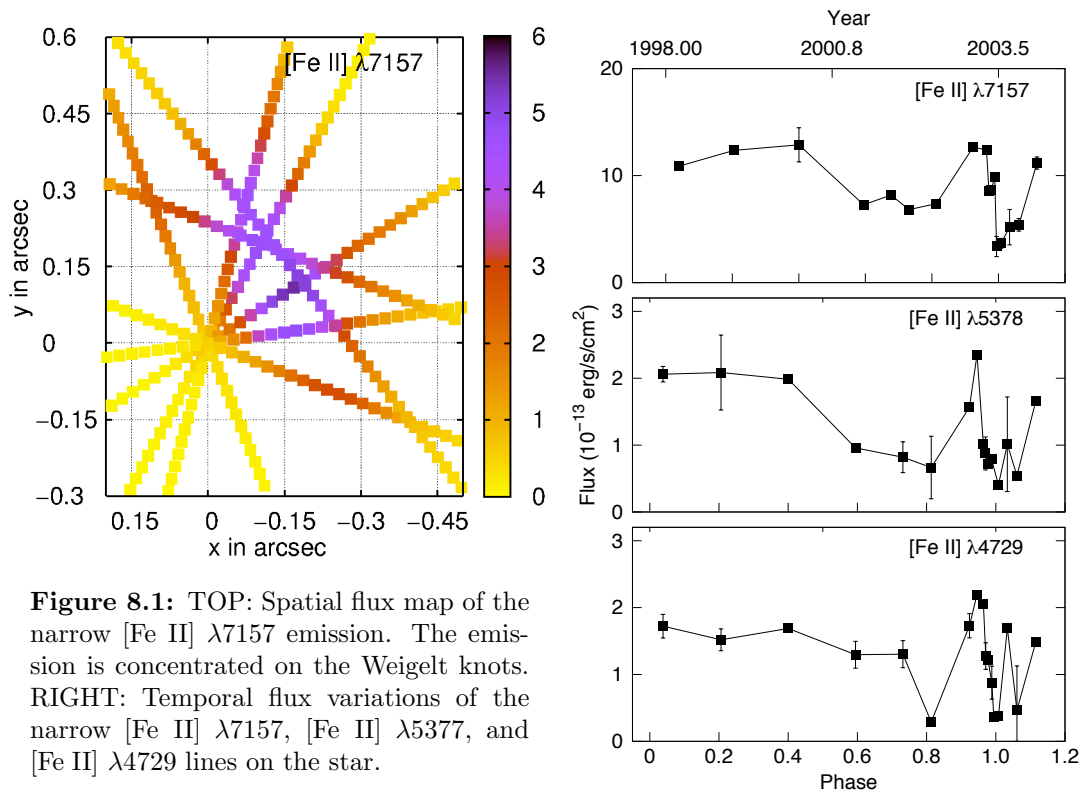 [Fe II] λ7157
0.6
0.45
0.3
0.15
0
−0.15
−0.3
y in arcsec
0.15 0 −0.15 −0.3 −0.45
x in arcsec
6
5
4
3
2
1
0
Figure 8.1: TOP: Spatial flux map of the
narrow [Fe II] λ7157 emission. The emis-
sion is concentrated on the Weigelt knots.
RIGHT: Temporal flux variations of the
narrow [Fe II] λ7157, [Fe II] λ5377, and
[Fe II] λ4729 lines on the star.
Year
1998.00 2000.8 2003.5
[Fe II] λ7157
20
10
0
[Fe II] λ5378
3
2
1
0
Flux (10⁻¹³ erg/s/cm²)
[Fe II] λ4729
3
2
1
0
0 0.2 0.4 0.6 0.8 1.0 1.2
Phase